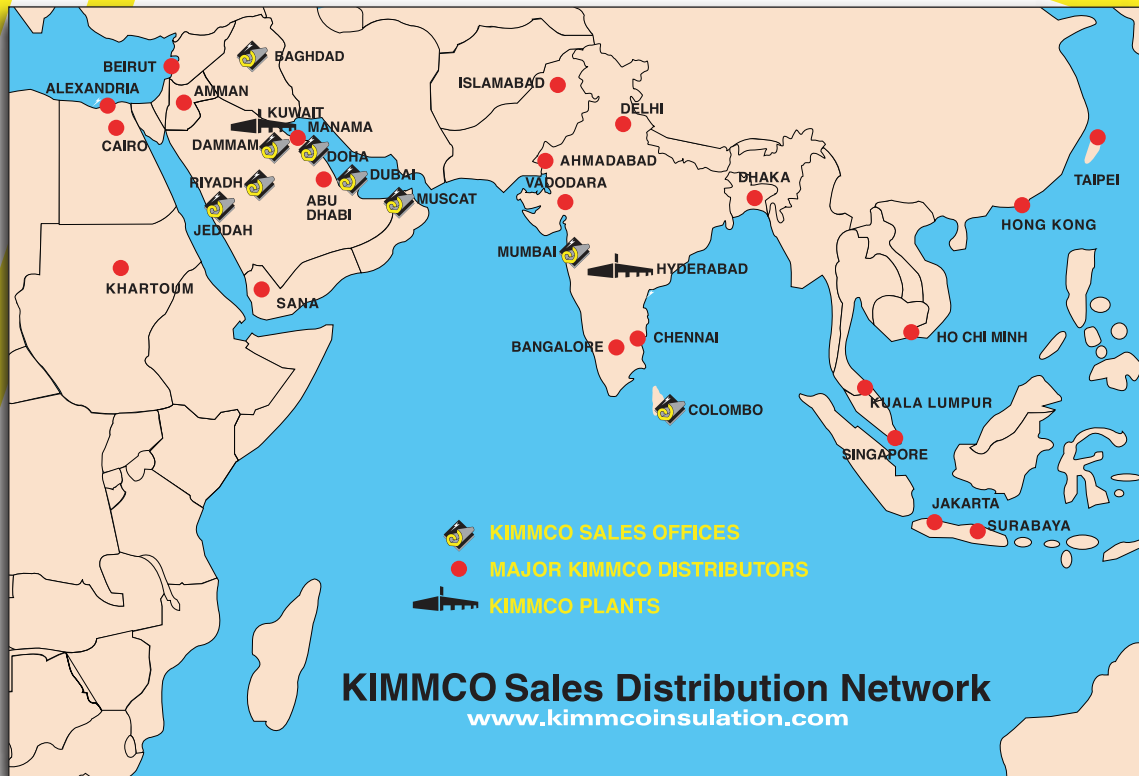 BAGHDAD
BEIRUT
ISLAMABAD
ALEXANDRIA
AMMAN
DELHI
KUWAIT
MANAMA
CAIRO
DAMMAM
DOHA
AHMADABAD
TAIPEI
DUBAI
DHAKA
RIYADH
VADODARA
ABU
DHABI
MUSCAT
JEDDAH
HONG KONG
MUMBAI
HYDERABAD
KHARTOUM
SANA
HO CHI MINH
CHENNAI
BANGALORE
KUALA LUMPUR
COLOMBO
SINGAPORE
JAKARTA
SURABAYA
KIMMCO SALES OFFICES
MAJOR KIMMCO DISTRIBUTORS
KIMMCO PLANTS
KIMMCO Sales Distribution Network
www.kimmcoinsulation.com